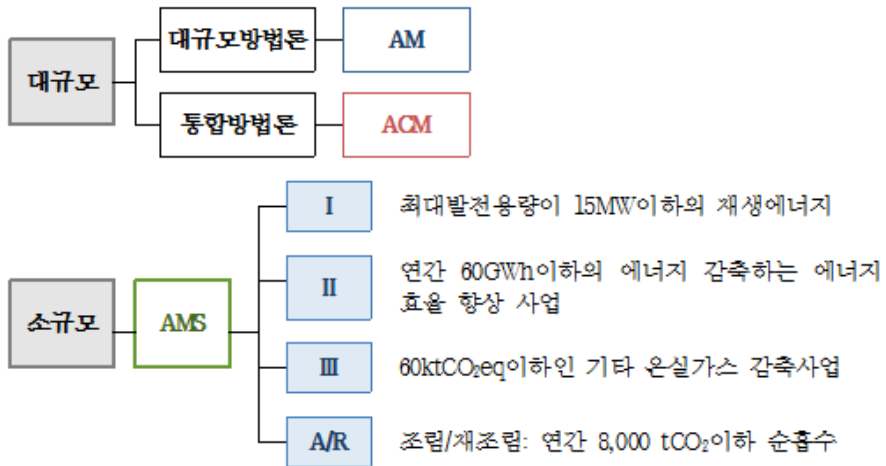 대규모
대규모방법론
AM
통합방법론
ACM
소규모
AMS
I
최대발전용량이 15MW이하의 재생에너지
II
연간 60GWh이하의 에너지 감축하는 에너지
효율 향상 사업
III
60ktCO₂eq이하인 기타 온실가스 감축사업
A/R
조림/재조림: 연간 8,000 tCO₂이하 순흡수